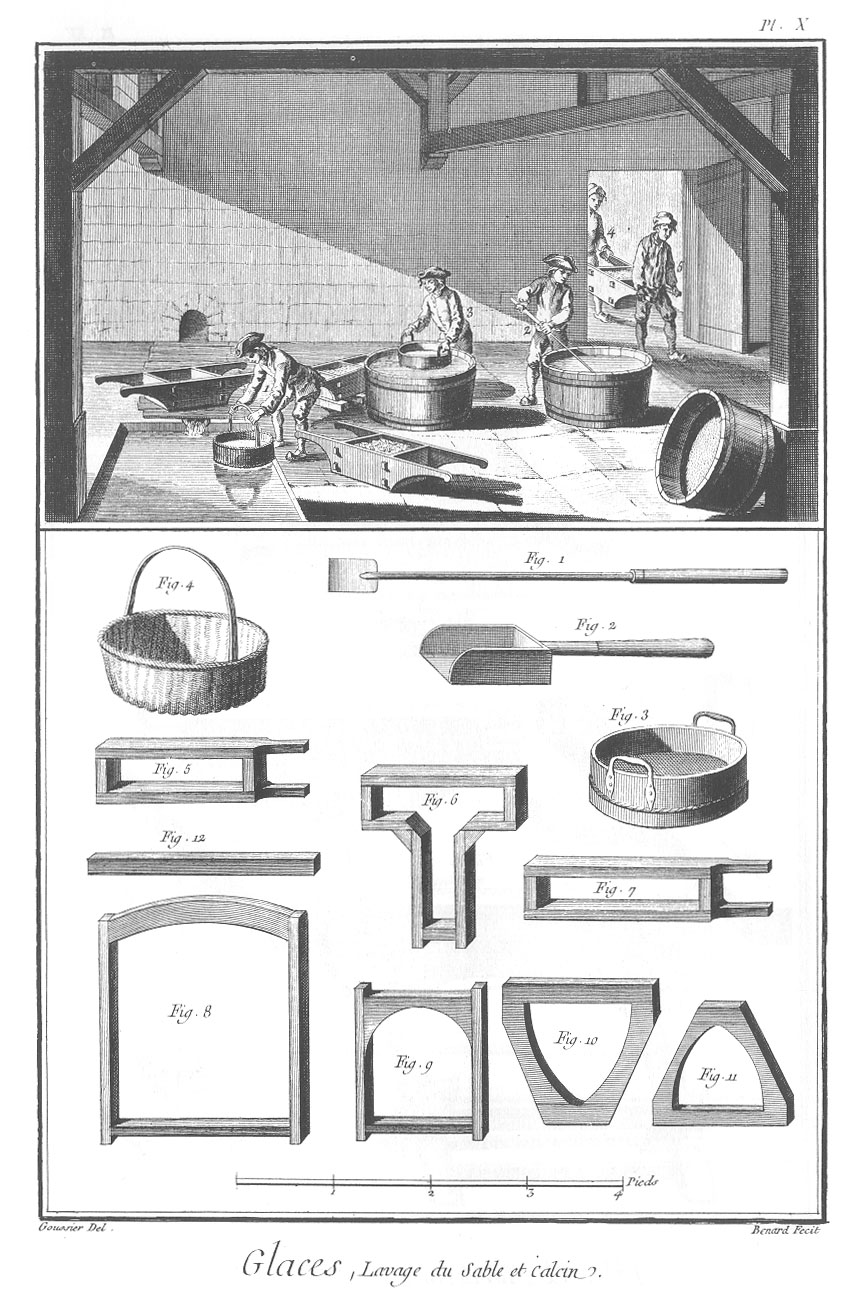 Pl. X
4
5
3
2
Fig. 4
Fig. 1
Fig. 2
Fig. 3
Fig. 5
Fig. 6
Fig. 12
Fig. 7
Fig. 8
Fig. 9
Fig. 10
Fig. 11
1 2 3 4 Pieds
Goussier Del.
Benard Fecit
Glaces, Lavage du Sable et Calcin.